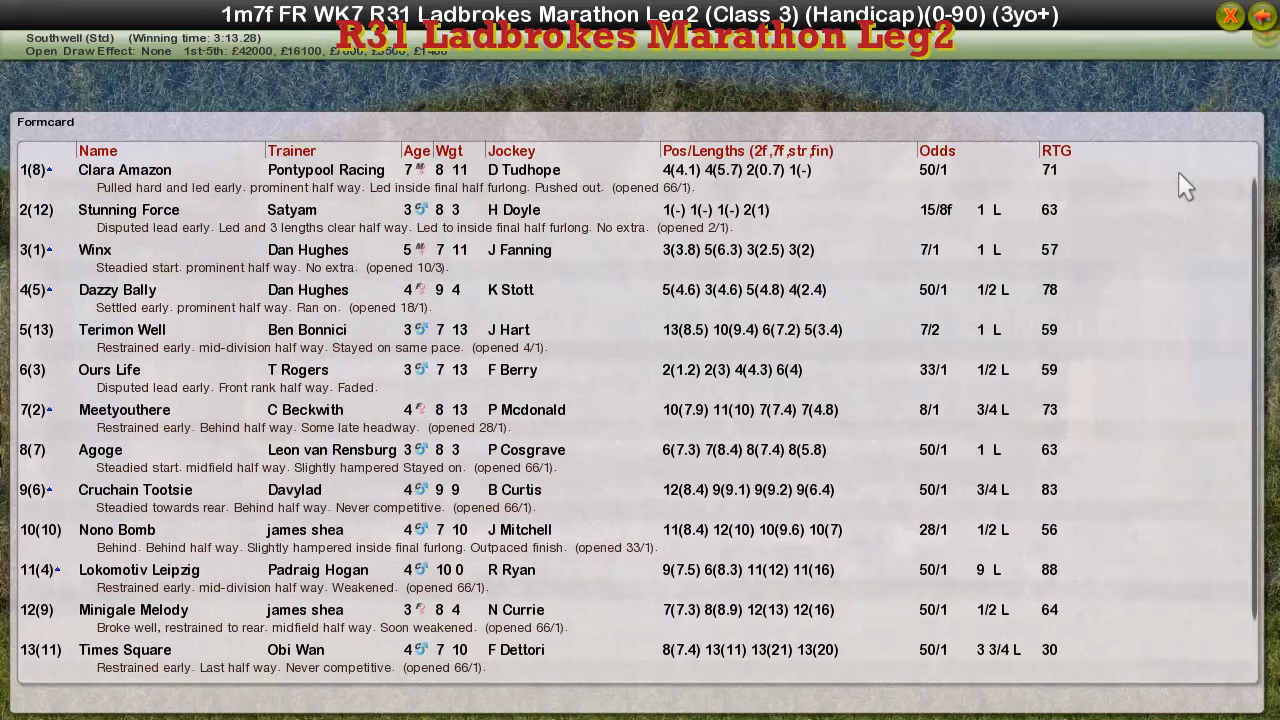 1m7f FR WK7 R31 Ladbrokes Marathon Leg2 (Class 3) (Handicap)(0-90) (3yo+)
R31 Ladbrokes Marathon Leg2
Southwell (Std) (Winning time: 3:13.28)
Open Draw Effect: None 1st-5th: £42000, £16100, £7000, £3500, £1400
Formcard
Name Trainer Age Wgt Jockey Pos/Lengths (2f,7f,str,fin) Odds RTG
1(8) Clara Amazon Pontypool Racing 7 8 11 D Tudhope 4(4.1) 4(5.7) 2(0.7) 1(-) 50/1 71
Pulled hard and led early. prominent half way. Led inside final half furlong. Pushed out. (opened 66/1).
2(12) Stunning Force Satyam 3 8 3 H Doyle 1(-) 1(-) 1(-) 2(1) 15/8f 1 L 63
Disputed lead early. Led and 3 lengths clear half way. Led to inside final half furlong. No extra. (opened 2/1).
3(1) Winx Dan Hughes 5 7 11 J Fanning 3(3.8) 5(6.3) 3(2.5) 3(2) 7/1 1 L 57
Steadied start. prominent half way. No extra. (opened 10/3).
4(5) Dazzy Bally Dan Hughes 4 9 4 K Stott 5(4.6) 3(4.6) 5(4.8) 4(2.4) 50/1 1/2 L 78
Settled early. prominent half way. Ran on. (opened 18/1).
5(13) Terimon Well Ben Bonnici 3 7 13 J Hart 13(8.5) 10(9.4) 6(7.2) 5(3.4) 7/2 1 L 59
Restrained early. mid-division half way. Stayed on same pace. (opened 4/1).
6(3) Ours Life T Rogers 3 7 13 F Berry 2(1.2) 2(3) 4(4.3) 6(4) 33/1 1/2 L 59
Disputed lead early. Front rank half way. Faded.
7(2) Meetyouthere C Beckwith 4 8 13 P Mcdonald 10(7.9) 11(10) 7(7.4) 7(4.8) 8/1 3/4 L 73
Restrained early. Behind half way. Some late headway. (opened 28/1).
8(7) Agoge Leon van Rensburg 3 8 3 P Cosgrave 6(7.3) 7(8.4) 8(7.4) 8(5.8) 50/1 1 L 63
Steadied start. midfield half way. Slightly hampered Stayed on. (opened 66/1).
9(6) Cruchain Tootsie Davylad 4 9 9 B Curtis 12(8.4) 9(9.1) 9(9.2) 9(6.4) 50/1 3/4 L 83
Steadied towards rear. Behind half way. Never competitive. (opened 66/1).
10(10) Nono Bomb james shea 4 7 10 J Mitchell 11(8.4) 12(10) 10(9.6) 10(7) 28/1 1/2 L 56
Behind. Behind half way. Slightly hampered inside final furlong. Outpaced finish. (opened 33/1).
11(4) Lokomotiv Leipzig Padraig Hogan 4 10 0 R Ryan 9(7.5) 6(8.3) 11(12) 11(16) 50/1 9 L 88
Restrained early. mid-division half way. Weakened. (opened 66/1).
12(9) Minigale Melody james shea 3 8 4 N Currie 7(7.3) 8(8.9) 12(13) 12(16) 50/1 1/2 L 64
Broke well, restrained to rear. midfield half way. Soon weakened. (opened 66/1).
13(11) Times Square Obi Wan 4 7 10 F Dettori 8(7.4) 13(11) 13(21) 13(20) 50/1 3 3/4 L 30
Restrained early. Last half way. Never competitive. (opened 66/1).